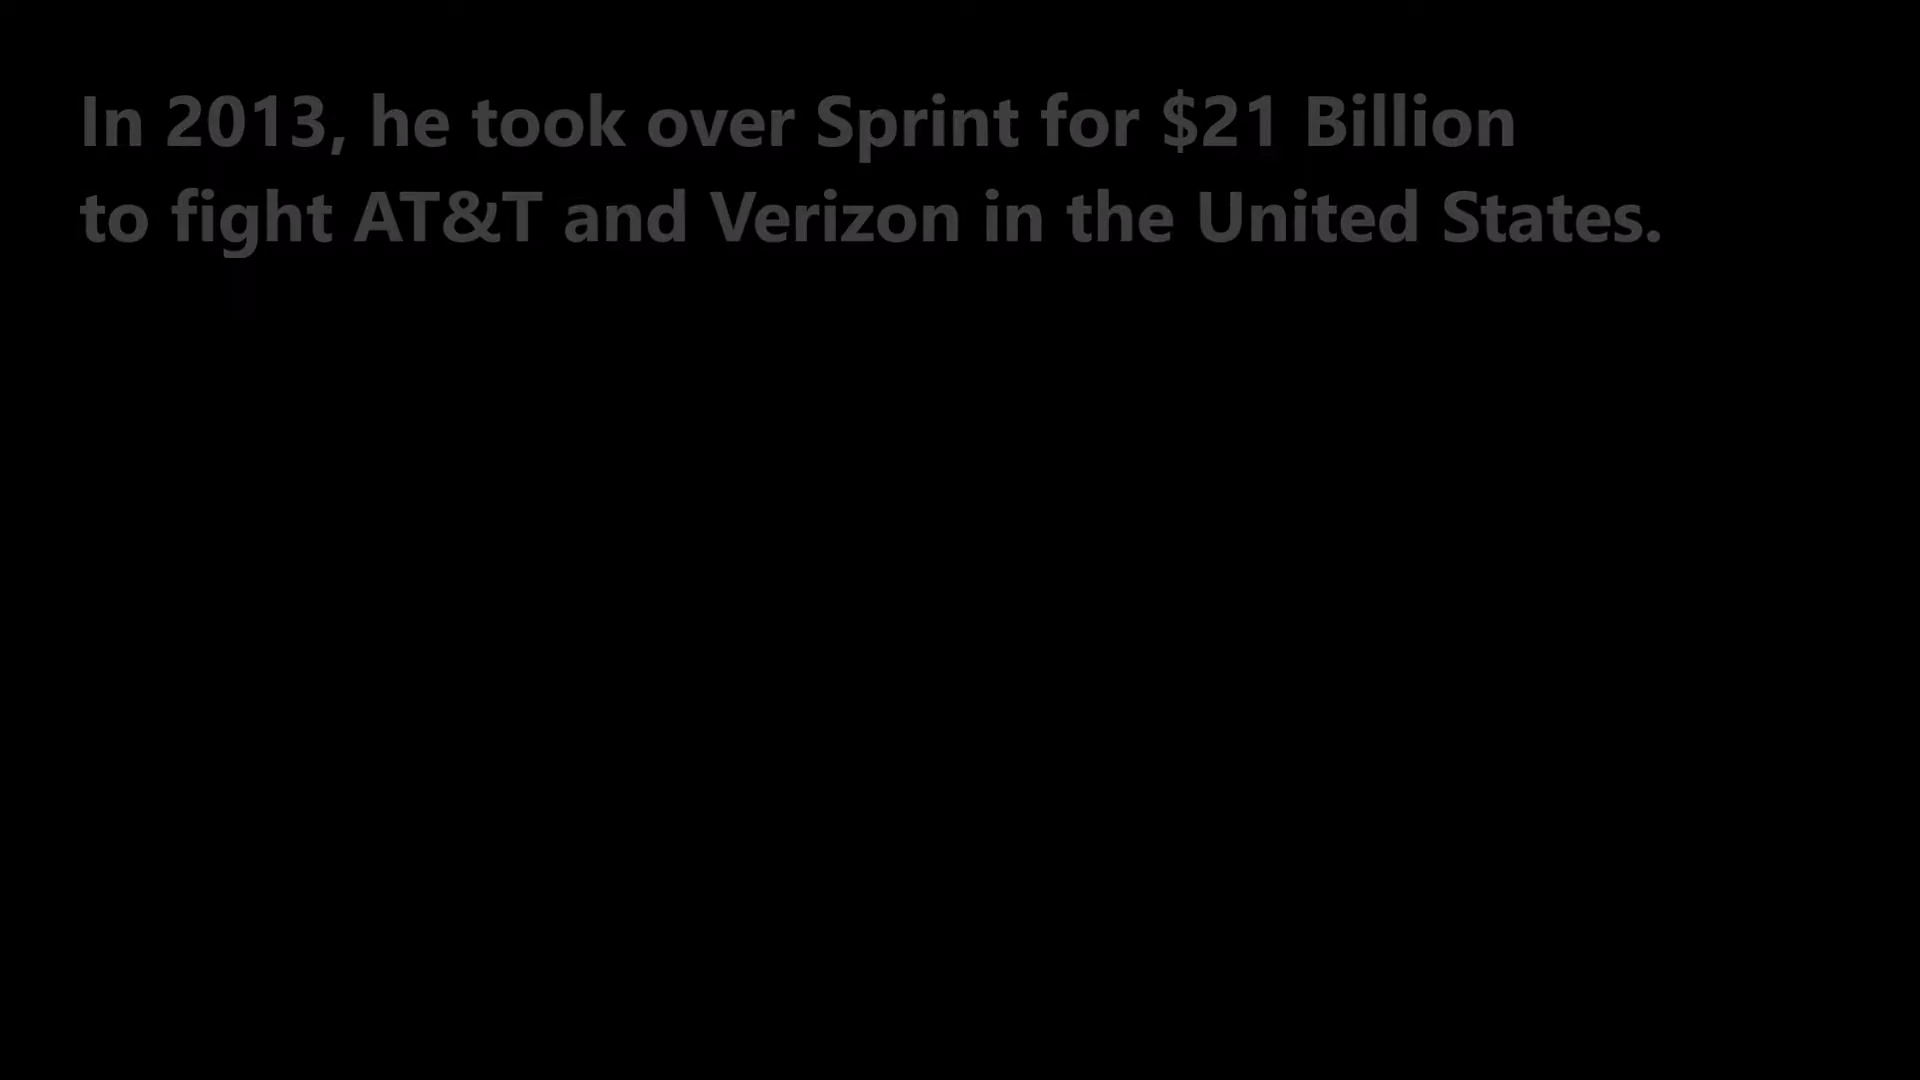 In 2013, he took over Sprint for $21 Billion
to fight AT&T and Verizon in the United States.